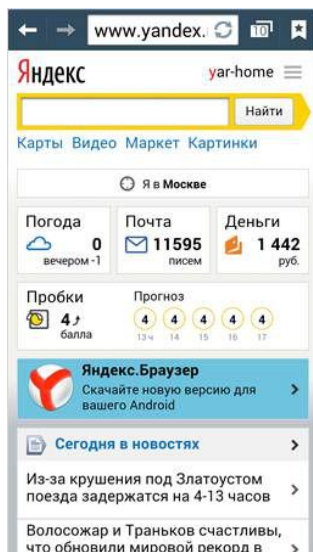 www.yandex.
10
Яндекс
yar-home
Найти
Карты Видео Маркет Картинки
Я в Москве
Погода
0
вечером -1
Почта
11595
писем
Деньги
1 442
руб.
Пробки
4
балла
Прогноз
4 4 4 4 4
13 ч 14 15 16 17
Яндекс.Браузер
Скачайте новую версию для
вашего Android
Сегодня в новостях
Из-за крушения под Златоустом
поезда задержатся на 4-13 часов
Волосожар и Траньков счастливы,
что обновили мировой рекорд в